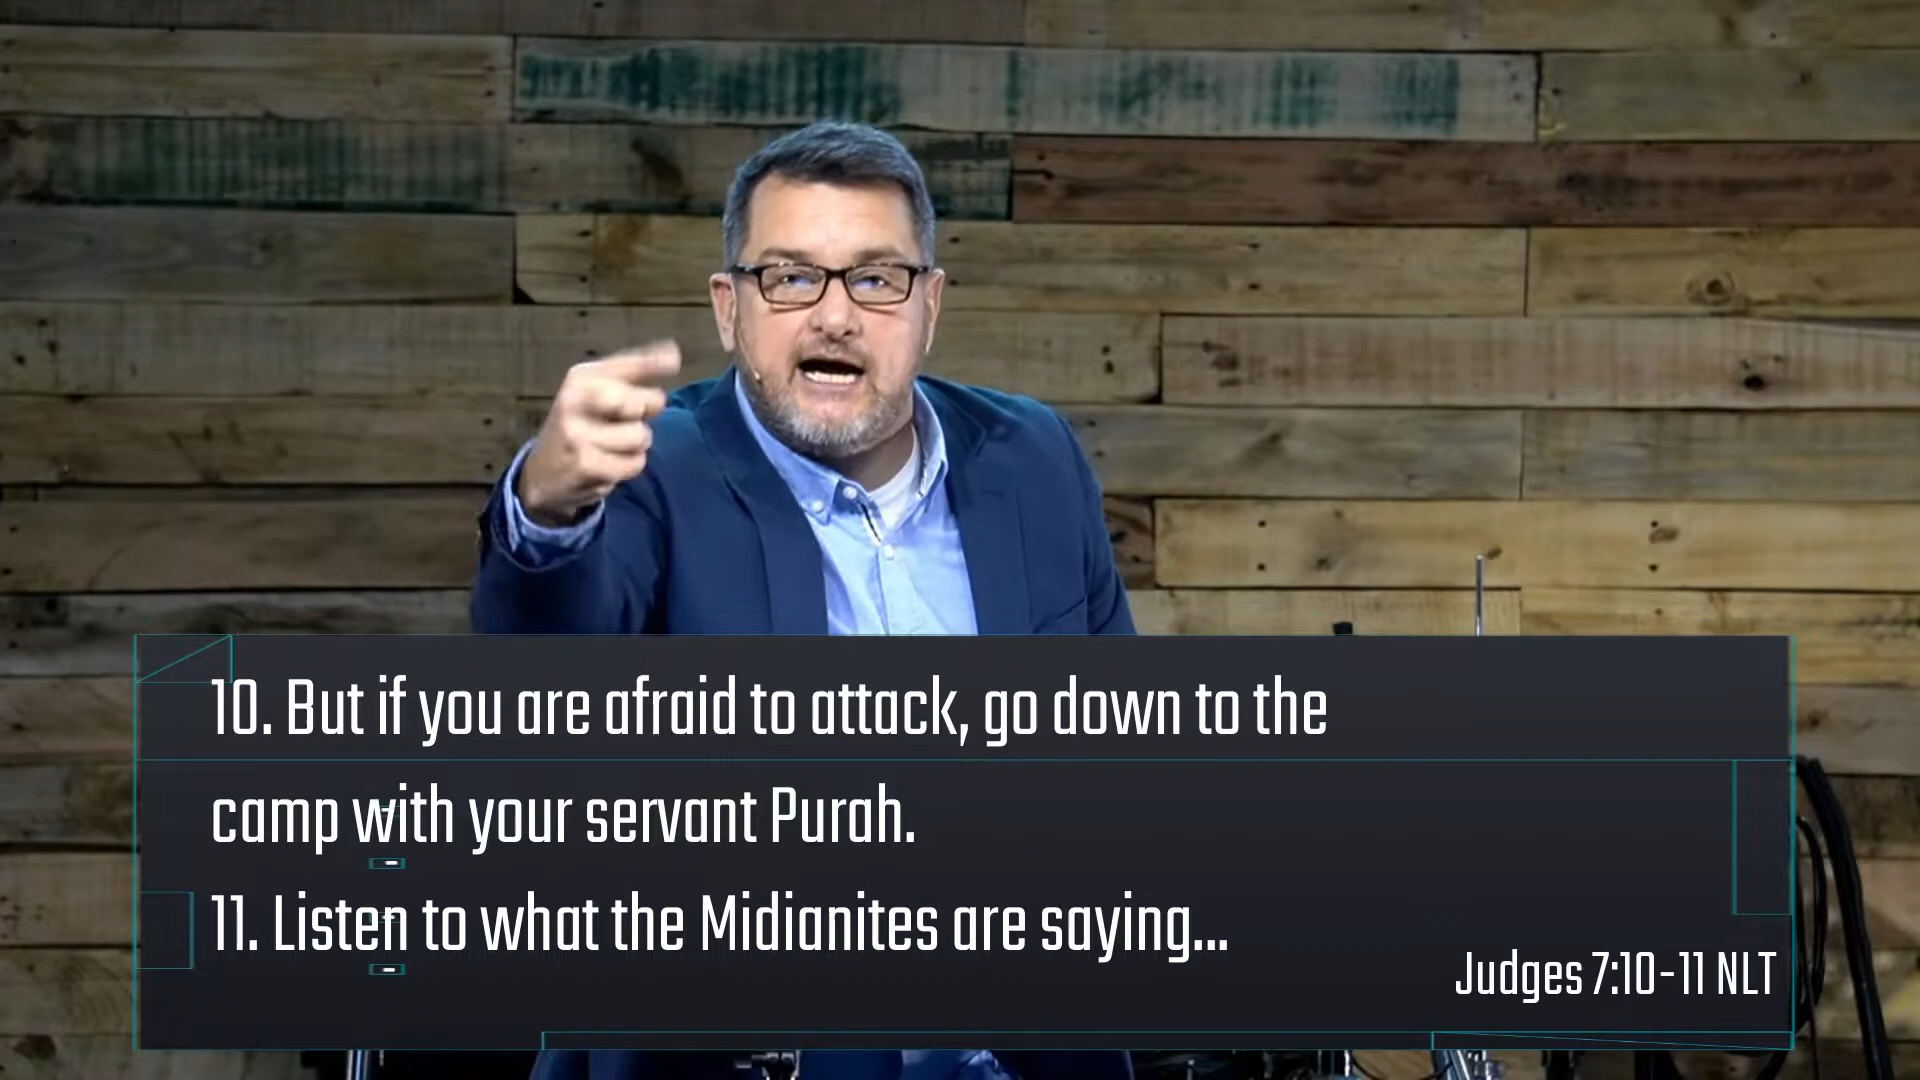 10. But if you are afraid to attack, go down to the
camp with your servant Purah.
11. Listen to what the Midianites are saying...
Judges 7:10-11 NLT